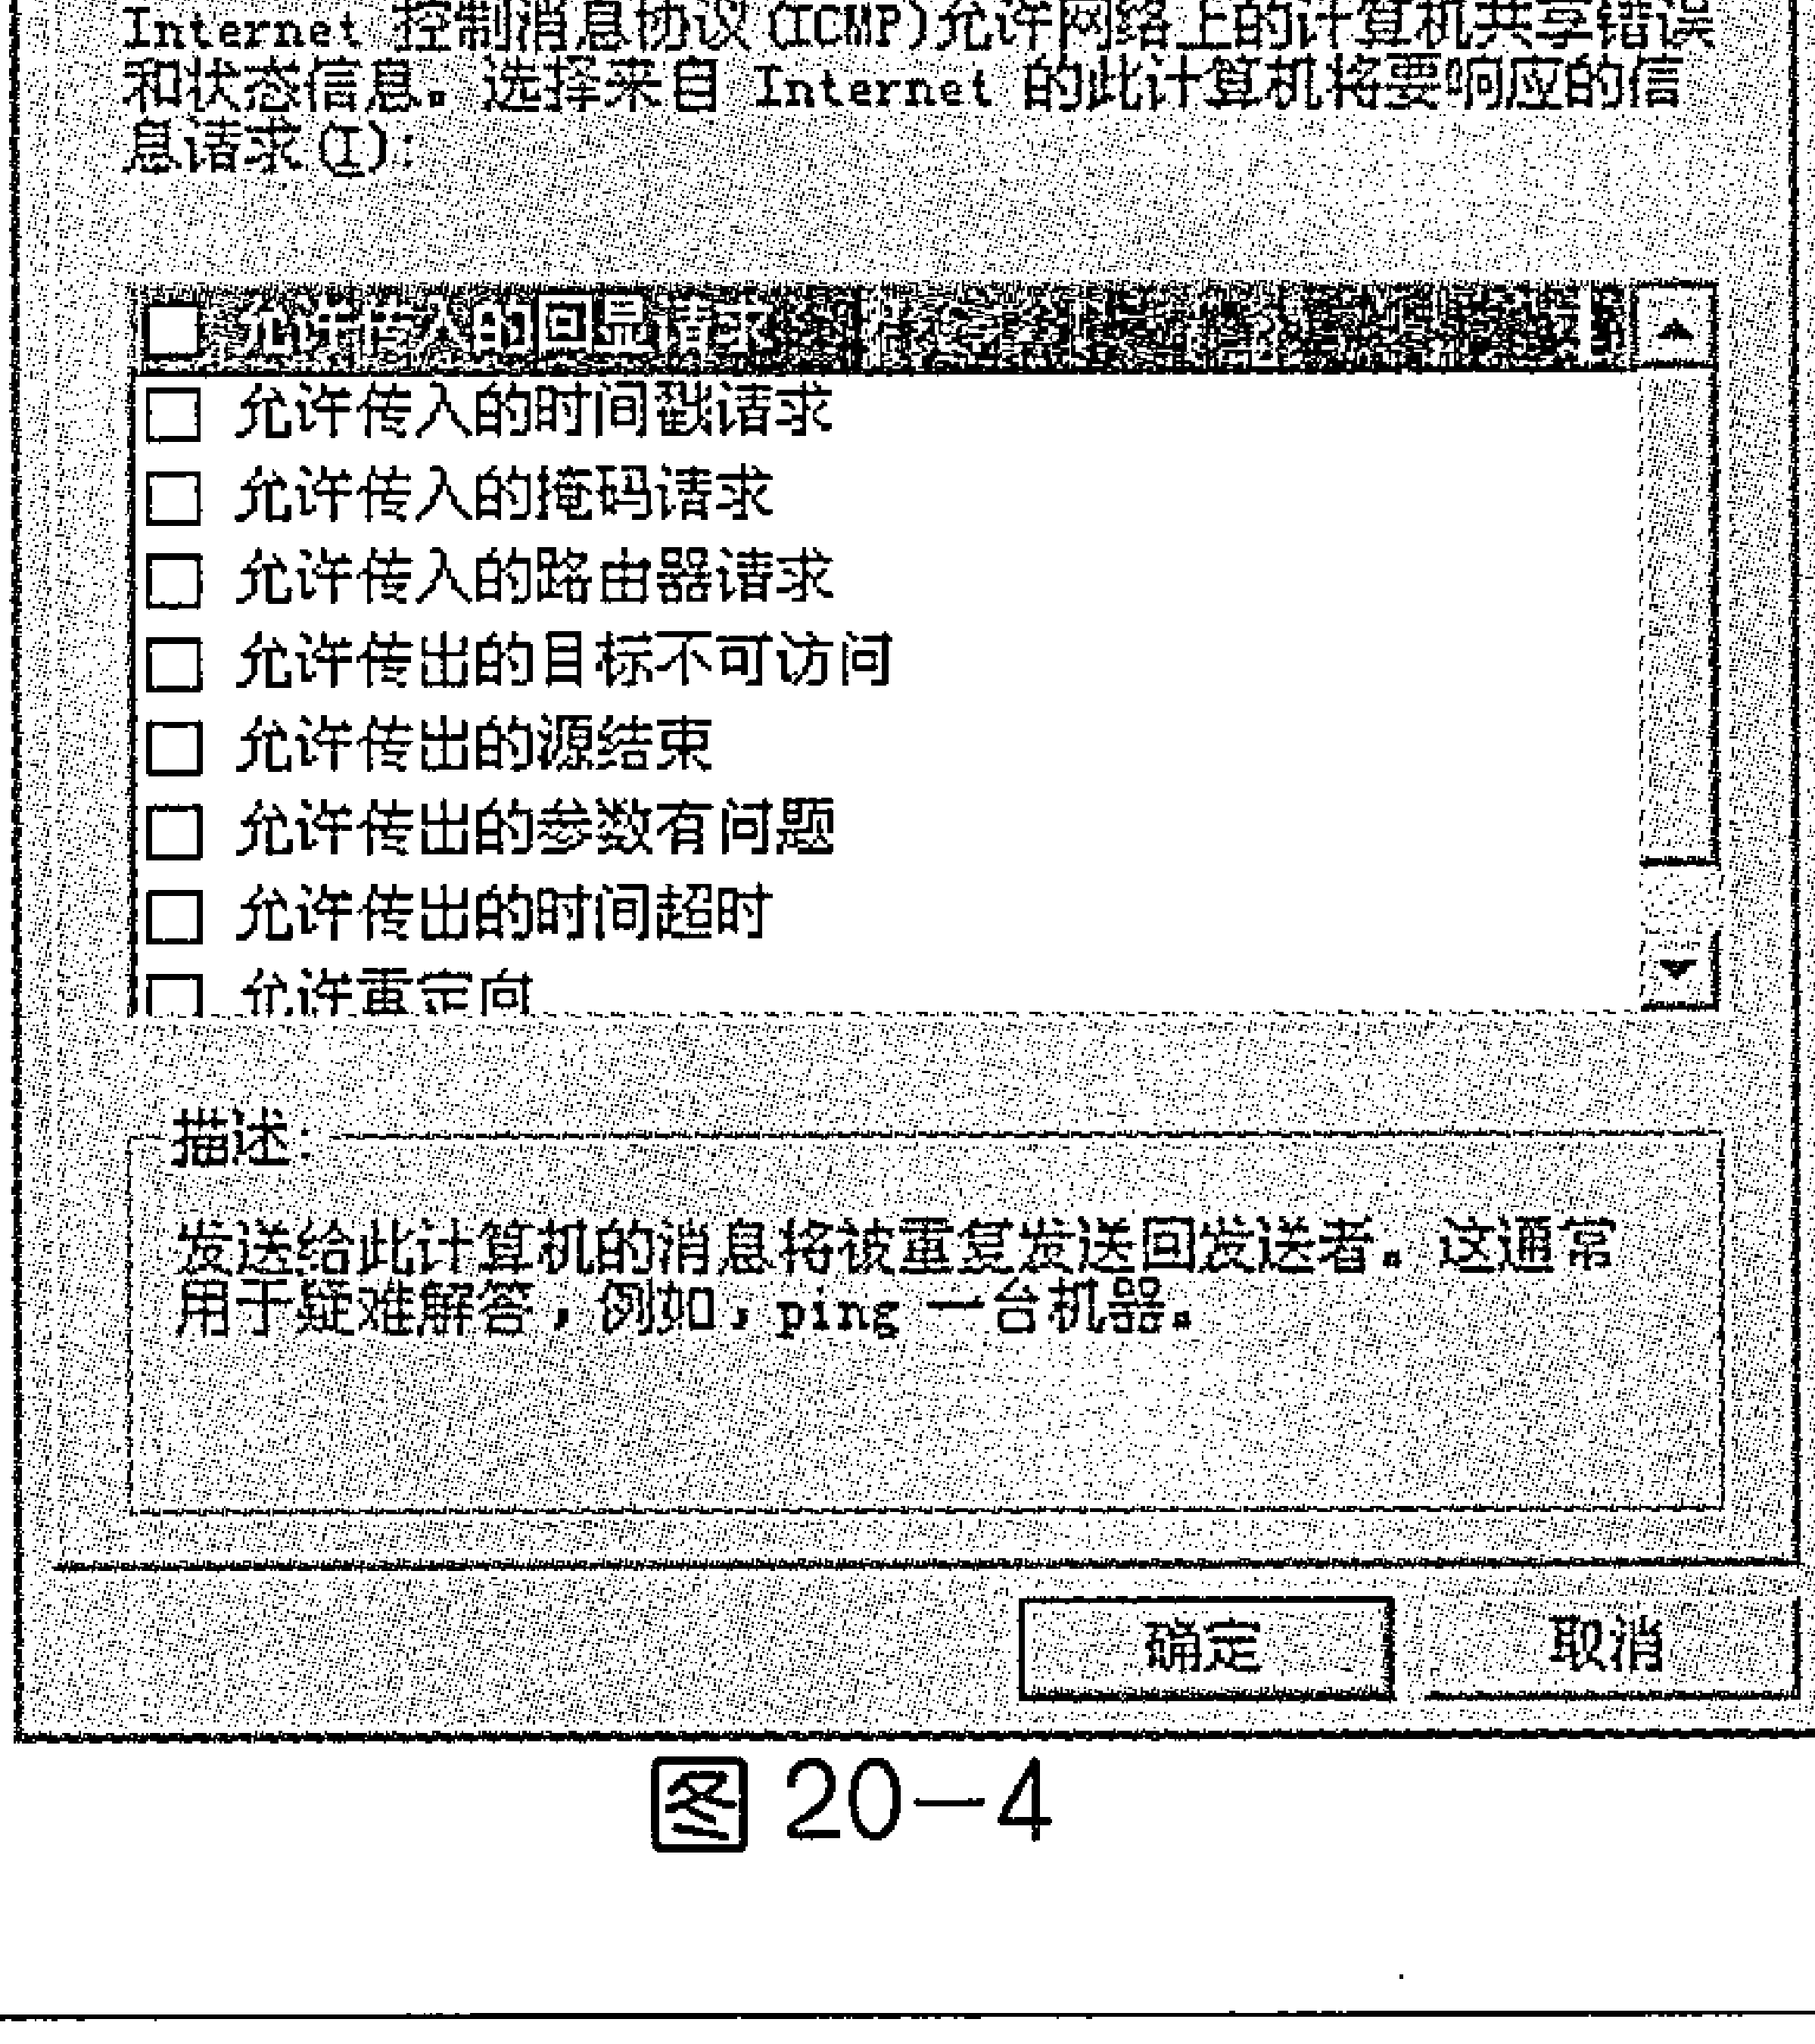 Internet 控制消息协议(ICMP)允许网络上的计算机共享错误
和状态信息。选择来自 Internet 的此计算机将要响应的信
息请求(I):
允许传入的回显请求
允许传入的时间戳请求
允许传入的掩码请求
允许传入的路由器请求
允许传出的目标不可访问
允许传出的源结束
允许传出的参数有问题
允许传出的时间超时
允许重定向
描述:
发送给此计算机的消息将被重复发送回发送者。这通常
用于疑难解答，例如，ping 一台机器。
确定
取消
图 20－4